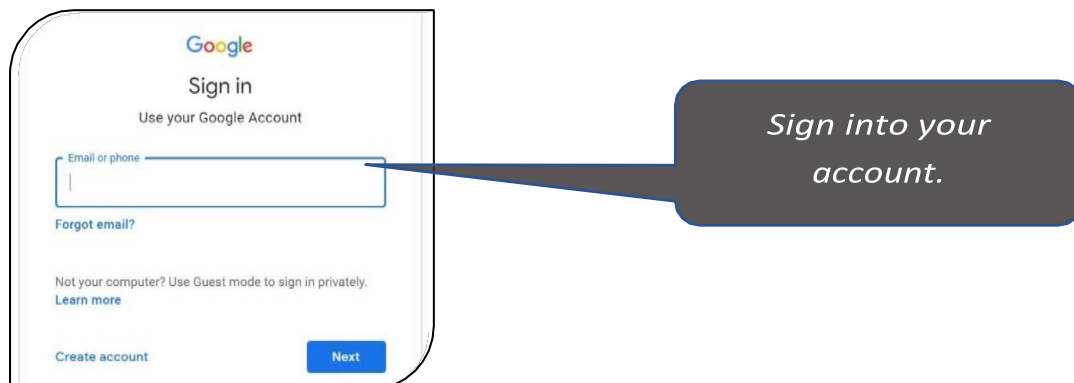 Google
Sign in
Use your Google Account
Email or phone
Forgot email?
Not your computer? Use Guest mode to sign in privately.
Learn more
Create account
Next
Sign into your
account.